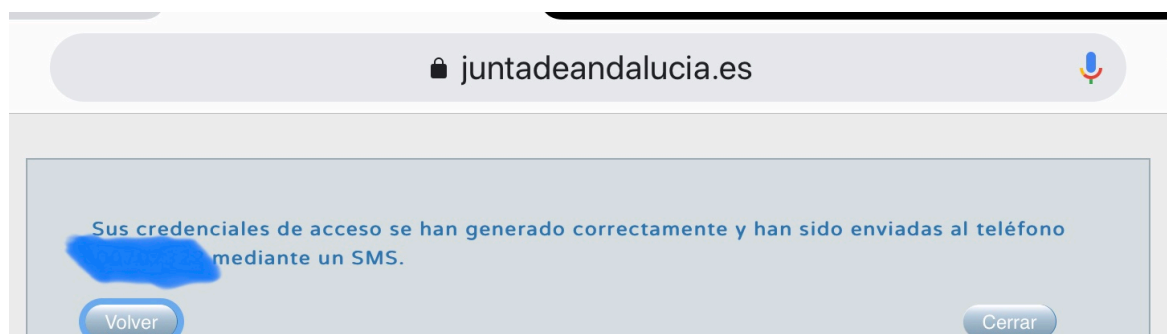 juntadeandalucia.es
Sus credenciales de acceso se han generado correctamente y han sido enviadas al teléfono
mediante un SMS.
Volver
Cerrar